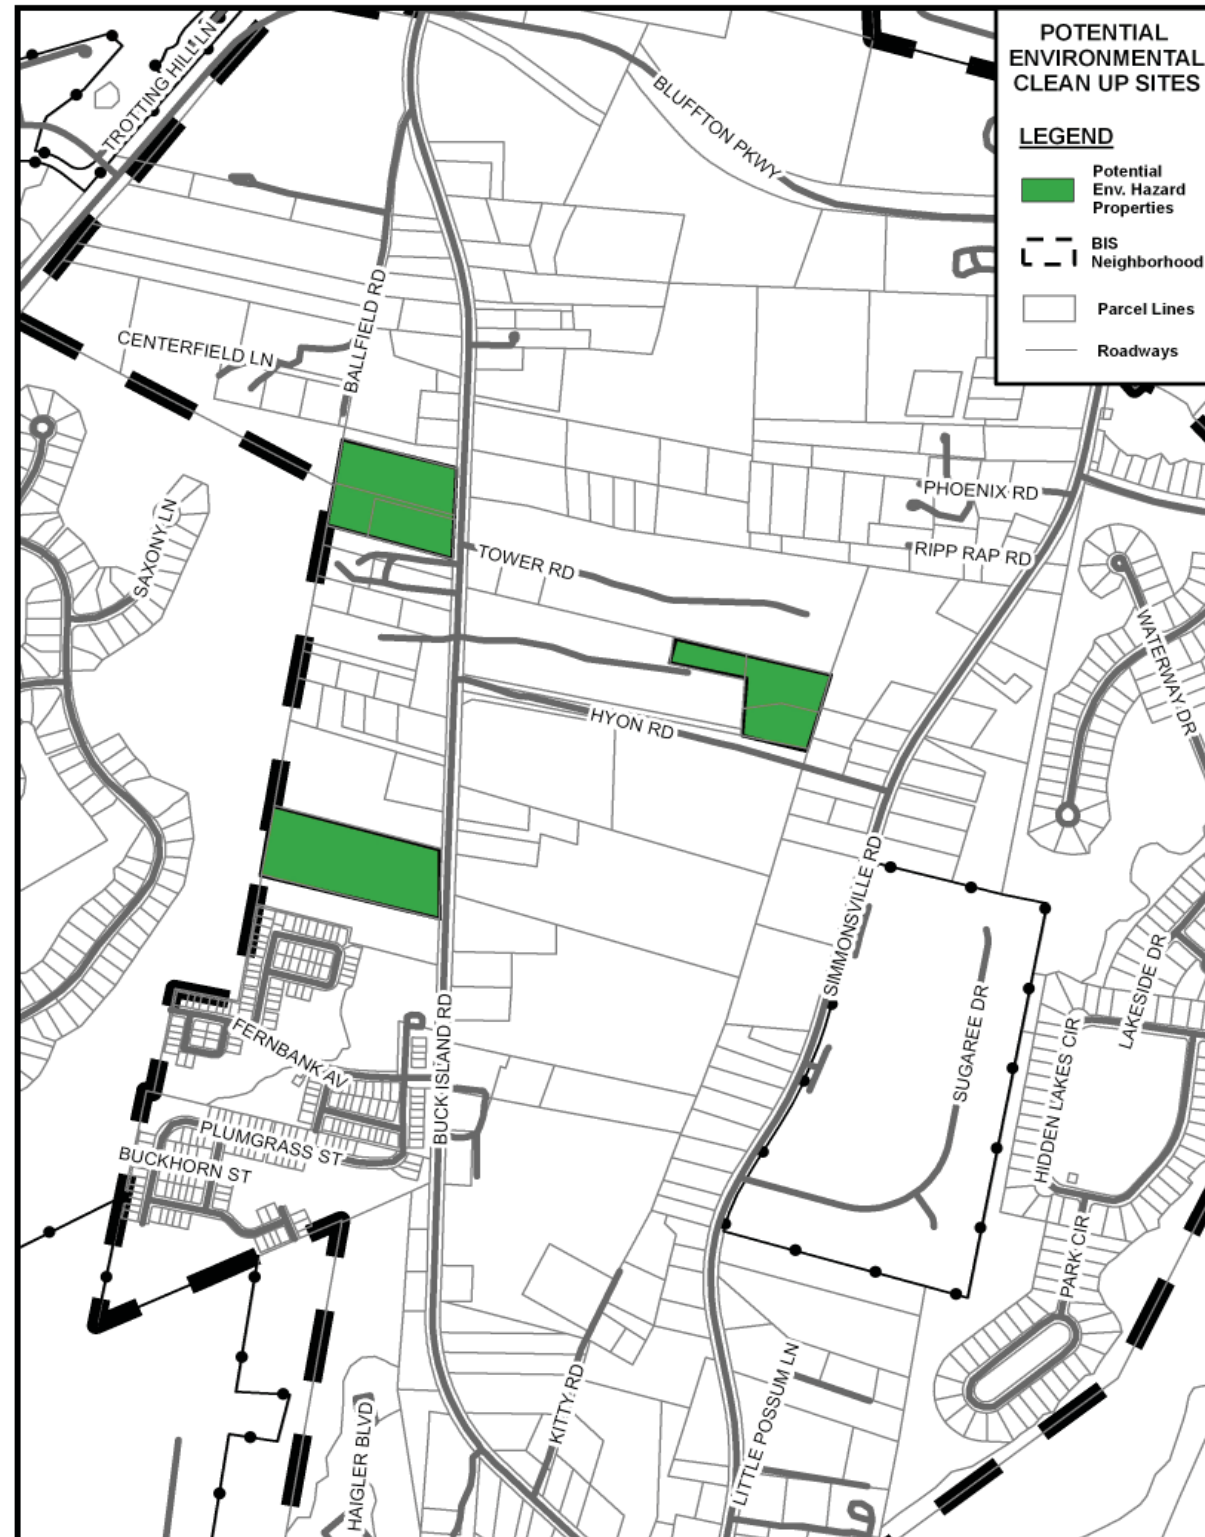 POTENTIAL
ENVIRONMENTAL
CLEAN UP SITES
LEGEND
Potential
Env. Hazard
Properties
BIS
Neighborhood
Parcel Lines
Roadways
TROTTING HILL LN
BLUFFTON PKWY
BALLFIELD RD
CENTERFIELD LN
SAXONY LN
PHOENIX RD
RIPP RAP RD
TOWER RD
WATERWAY DR
HYON RD
SIMMONSVILLE RD
LAKESIDE DR
SUGAREE DR
HIDDEN LAKES CIR
FERNBANK AV
BUCK ISLAND RD
PLUMGRASS ST
BUCKHORN ST
PARK CIR
KITTY RD
LITTLE POSSUM LN
HAIGLER BLVD